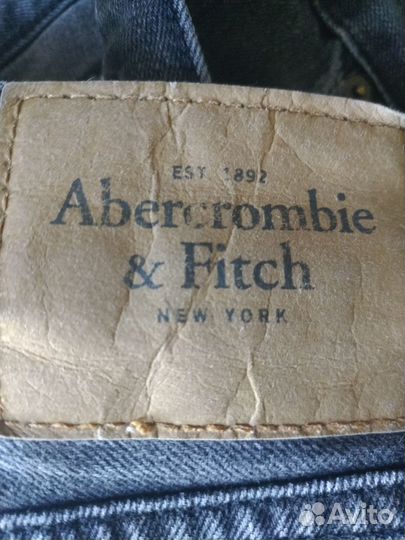 EST 1892
Abercrombie
& Fitch
NEW YORK
Avito